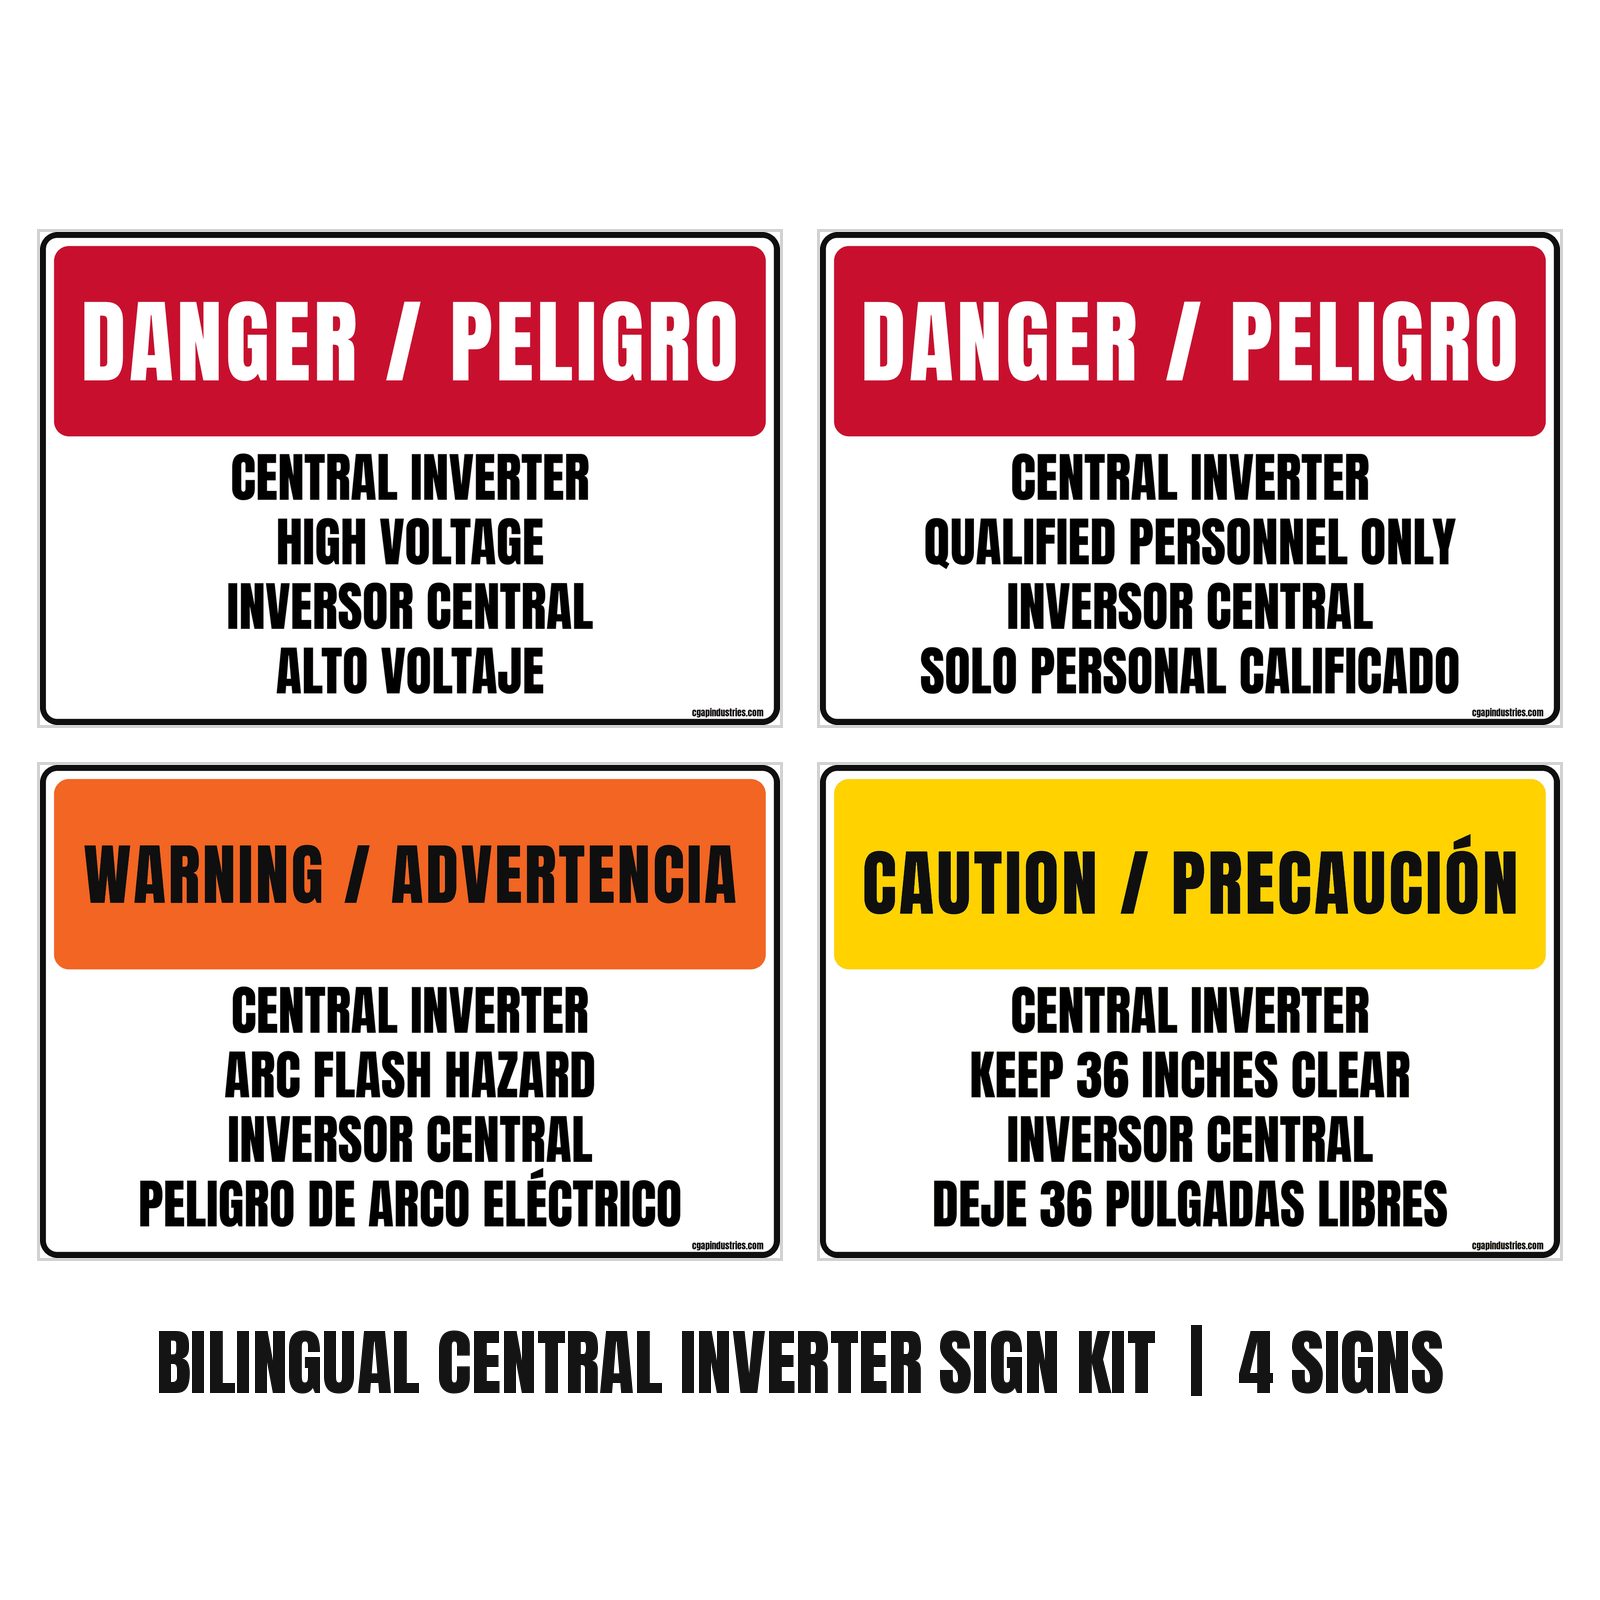 DANGER / PELIGRO
CENTRAL INVERTER
HIGH VOLTAGE
INVERSOR CENTRAL
ALTO VOLTAJE
cgapindustries.com
DANGER / PELIGRO
CENTRAL INVERTER
QUALIFIED PERSONNEL ONLY
INVERSOR CENTRAL
SOLO PERSONAL CALIFICADO
cgapindustries.com
WARNING / ADVERTENCIA
CENTRAL INVERTER
ARC FLASH HAZARD
INVERSOR CENTRAL
PELIGRO DE ARCO ELÉCTRICO
cgapindustries.com
CAUTION / PRECAUCIÓN
CENTRAL INVERTER
KEEP 36 INCHES CLEAR
INVERSOR CENTRAL
DEJE 36 PULGADAS LIBRES
cgapindustries.com
BILINGUAL CENTRAL INVERTER SIGN KIT | 4 SIGNS